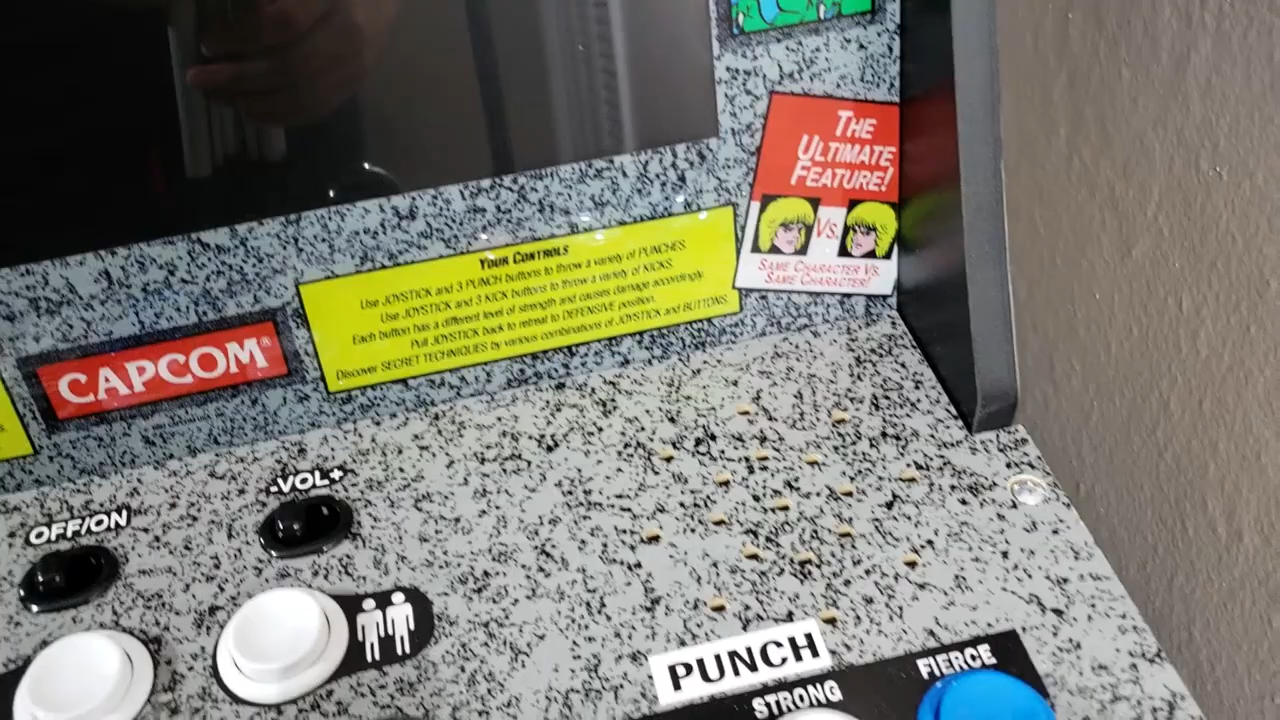 THE
ULTIMATE
FEATURE!
VS.
SAME CHARACTER VS.
SAME CHARACTER!
YOUR CONTROLS
Use JOYSTICK and 3 PUNCH buttons to throw a variety of PUNCHES.
Use JOYSTICK and 3 KICK buttons to throw a variety of KICKS.
Each button has a different level of strength and causes damage accordingly.
Pull JOYSTICK back to retreat to DEFENSIVE position.
Discover SECRET TECHNIQUES by various combinations of JOYSTICK and BUTTONS.
CAPCOM®
-VOL+
OFF/ON
PUNCH
FIERCE
STRONG